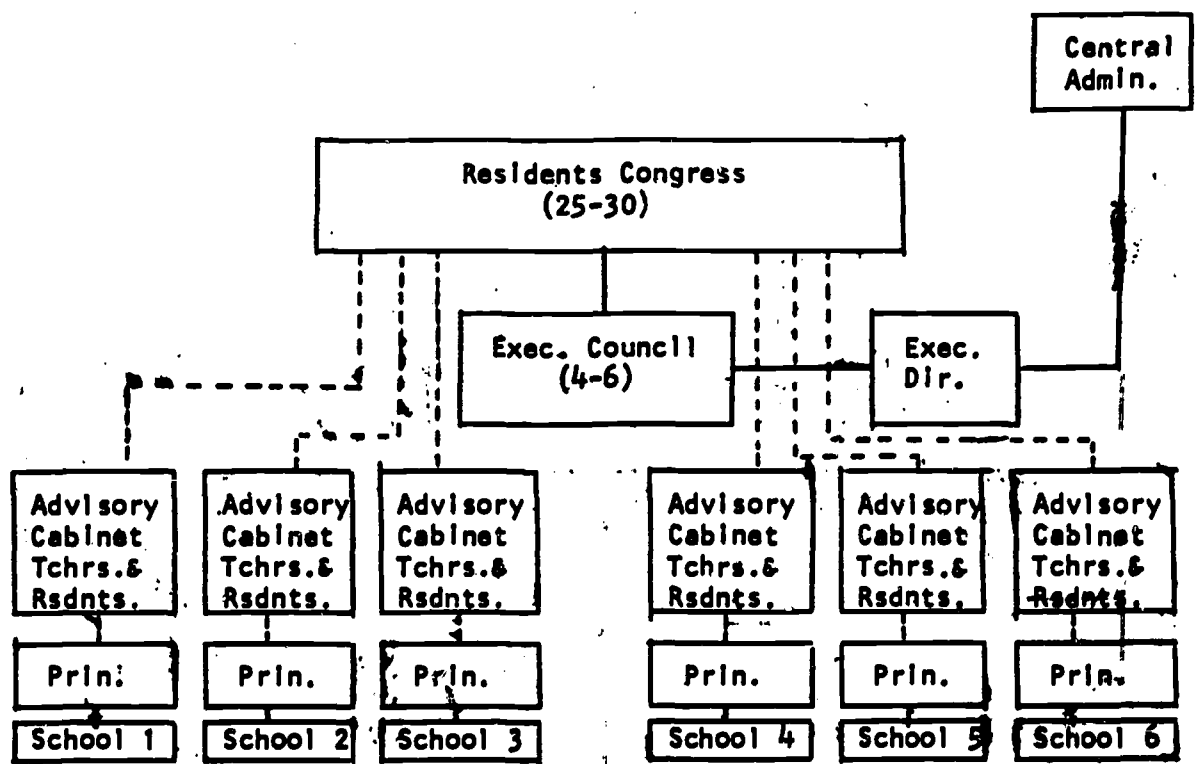 Central
Admin.
Residents Congress
(25-30)
Exec. Council
(4-6)
Exec.
Dir.
Advisory
Cabinet
Tchrs.&
Rsdnts.
Advisory
Cabinet
Tchrs.&
Rsdnts.
Advisory
Cabinet
Tchrs.&
Rsdnts.
Advisory
Cabinet
Tchrs.&
Rsdnts.
Advisory
Cabinet
Tchrs.&
Rsdnts.
Advisory
Cabinet
Tchrs.&
Rsdnts.
Prin.
Prin.
Prin.
Prin.
Prin.
Prin.
School 1
School 2
School 3
School 4
School 5
School 6